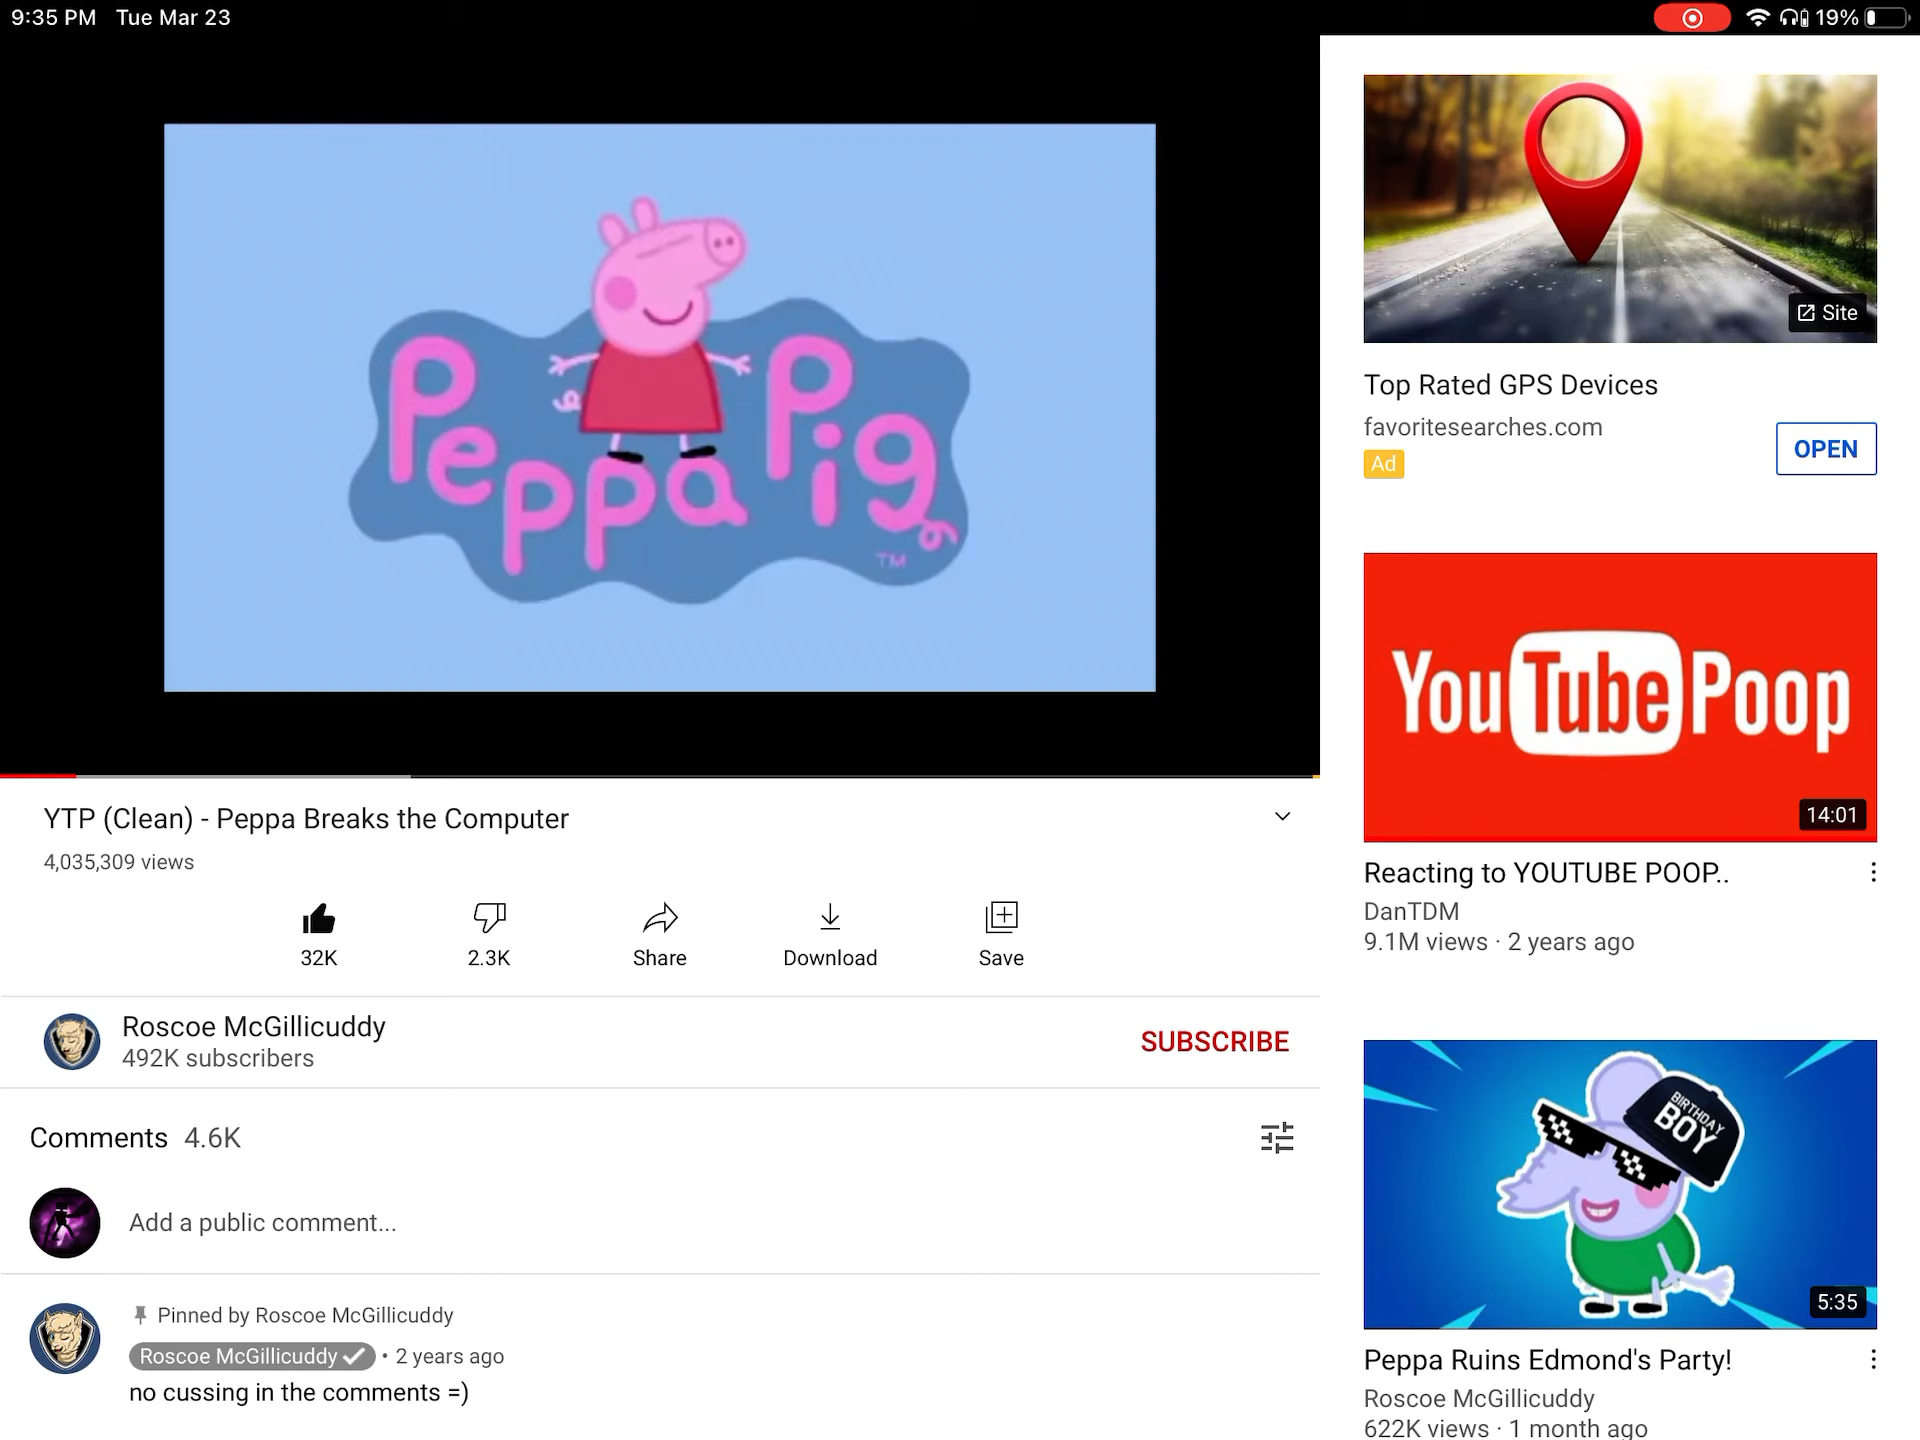 9:35 PM Tue Mar 23
19%
Peppa Pig
TM
YTP (Clean) - Peppa Breaks the Computer
4,035,309 views
32K
2.3K
Share
Download
Save
Roscoe McGillicuddy
492K subscribers
SUBSCRIBE
Comments 4.6K
Add a public comment...
Pinned by Roscoe McGillicuddy
Roscoe McGillicuddy • 2 years ago
no cussing in the comments =)
Site
Top Rated GPS Devices
favoritesearches.com
Ad
OPEN
YouTube Poop
14:01
Reacting to YOUTUBE POOP..
DanTDM
9.1M views · 2 years ago
BIRTHDAY
BOY
5:35
Peppa Ruins Edmond's Party!
Roscoe McGillicuddy
622K views · 1 month ago